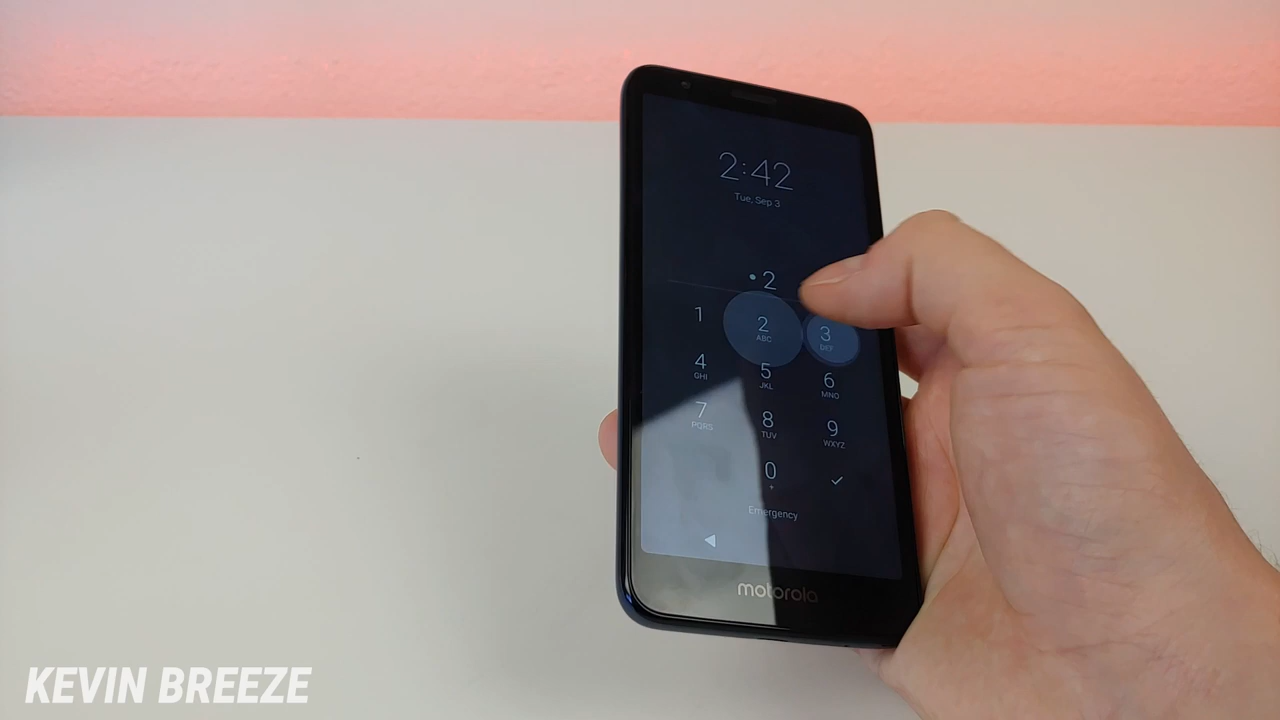 2:42
Tue, Sep 3
•2
1
2
ABC
3
DEF
4
GHI
5
JKL
6
MNO
7
PQRS
8
TUV
9
WXYZ
0
+
Emergency
motorola
KEVIN BREEZE